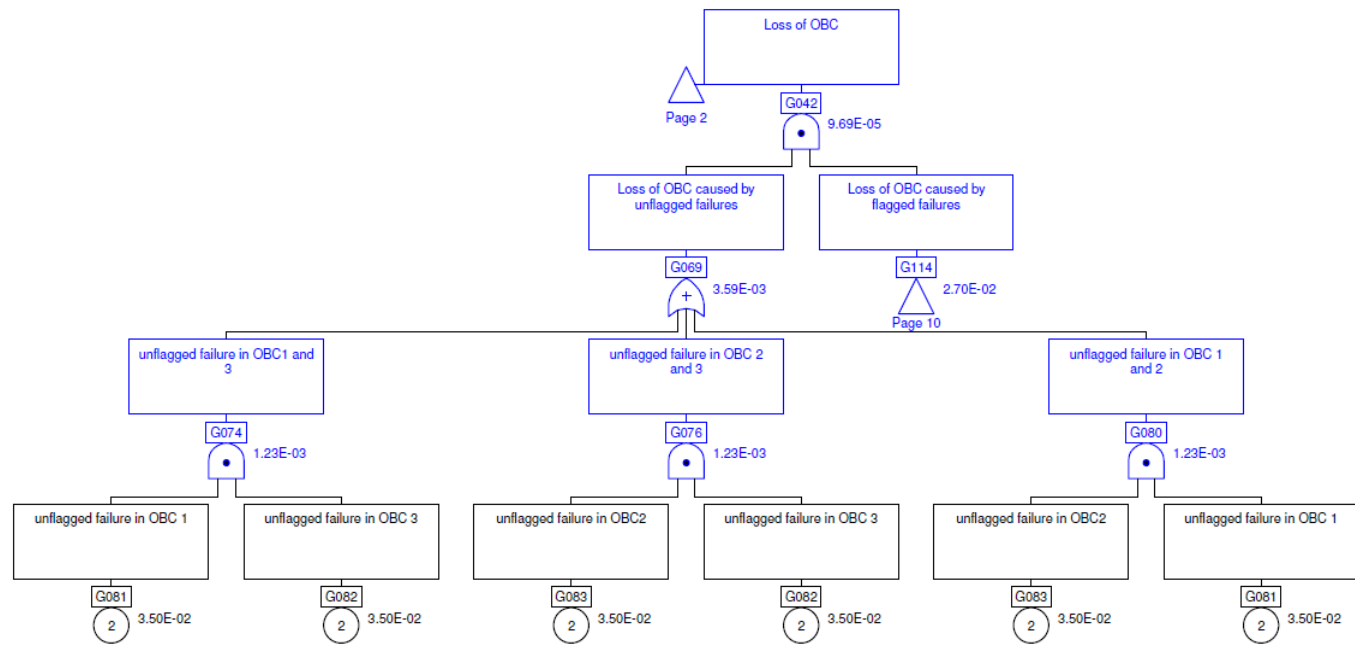 Loss of OBC
Page 2
G042
9.69E-05
Loss of OBC caused by
unflagged failures
Loss of OBC caused by
flagged failures
G069
3.59E-03
G114
2.70E-02
+
Page 10
unflagged failure in OBC1 and
3
unflagged failure in OBC 2
and 3
unflagged failure in OBC 1
and 2
G074
1.23E-03
G076
1.23E-03
G080
1.23E-03
unflagged failure in OBC 1
unflagged failure in OBC 3
unflagged failure in OBC2
unflagged failure in OBC 3
unflagged failure in OBC2
unflagged failure in OBC 1
G081
2
3.50E-02
G082
2
3.50E-02
G083
2
3.50E-02
G082
2
3.50E-02
G083
2
3.50E-02
G081
2
3.50E-02